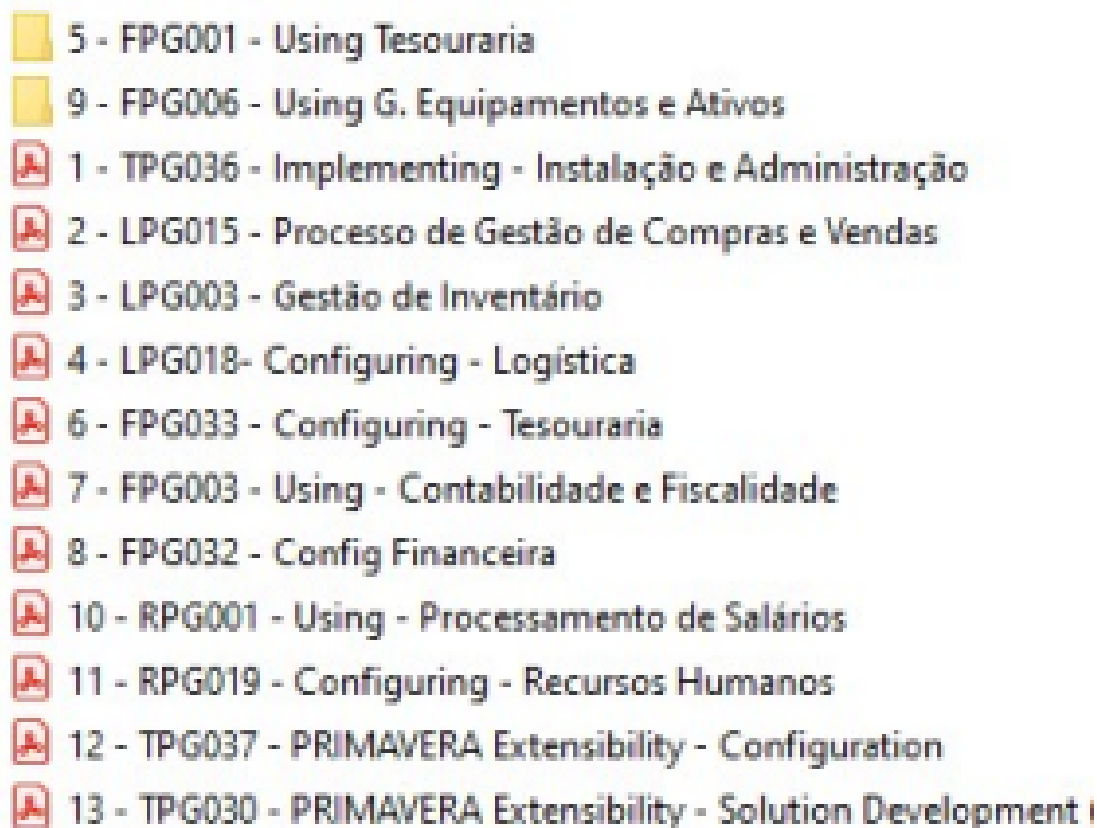 5 - FPG001 - Using Tesouraria
9 - FPG006 - Using G. Equipamentos e Ativos
1 - TPG036 - Implementing - Instalação e Administração
2 - LPG015 - Processo de Gestão de Compras e Vendas
3 - LPG003 - Gestão de Inventário
4 - LPG018- Configuring - Logística
6 - FPG033 - Configuring - Tesouraria
7 - FPG003 - Using - Contabilidade e Fiscalidade
8 - FPG032 - Config Financeira
10 - RPG001 - Using - Processamento de Salários
11 - RPG019 - Configuring - Recursos Humanos
12 - TPG037 - PRIMAVERA Extensibility - Configuration
13 - TPG030 - PRIMAVERA Extensibility - Solution Development